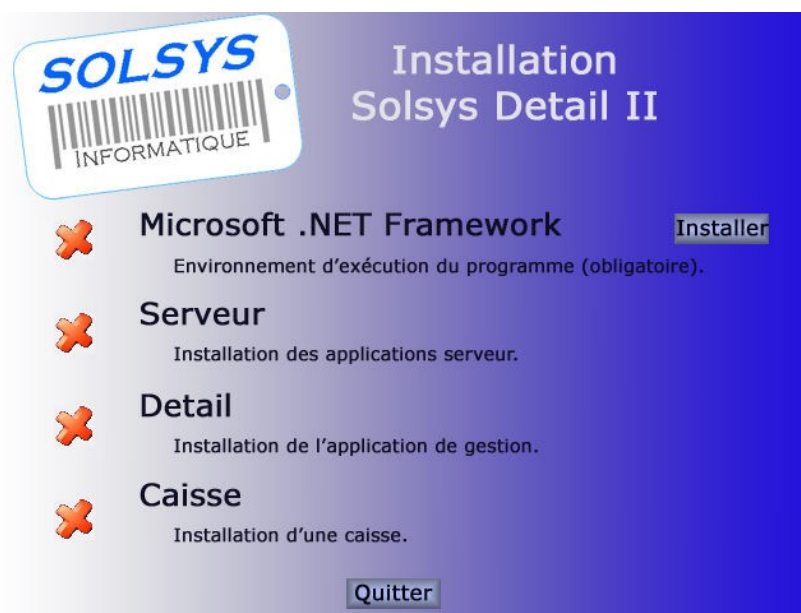 SOLSYS
INFORMATIQUE
Installation
Solsys Detail II
Microsoft .NET Framework
Installer
Environnement d'exécution du programme (obligatoire).
Serveur
Installation des applications serveur.
Detail
Installation de l'application de gestion.
Caisse
Installation d'une caisse.
Quitter